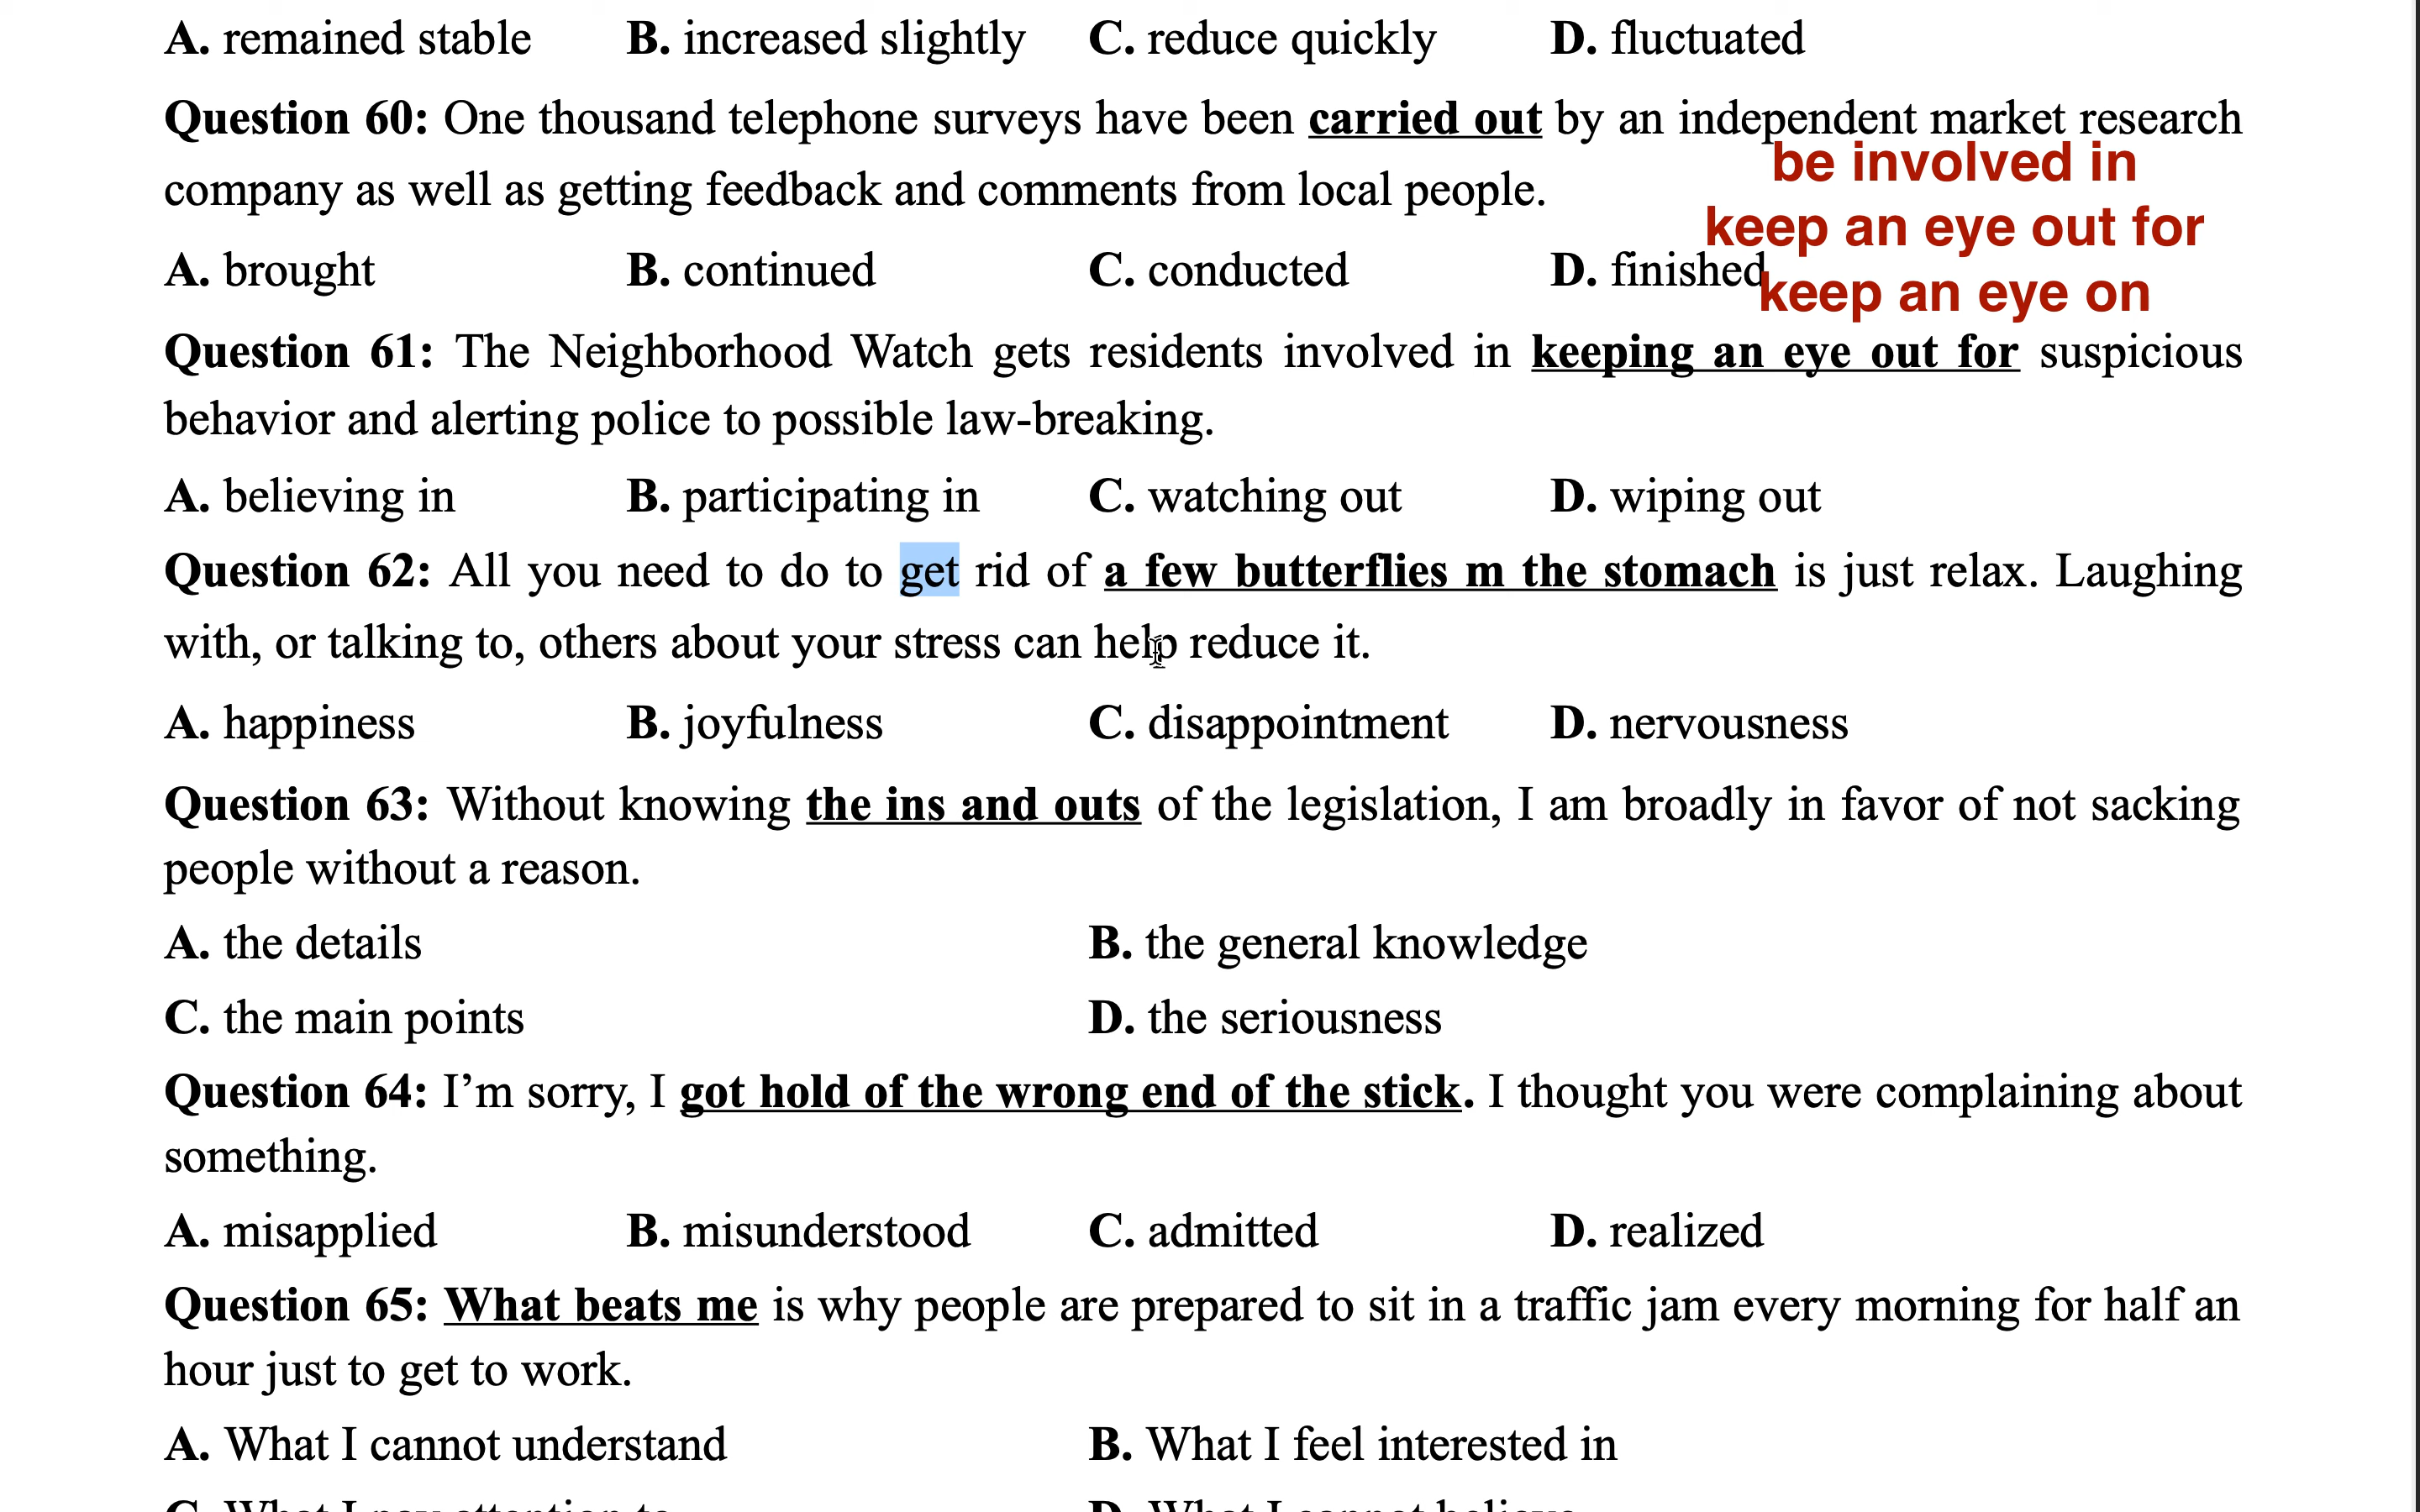 A. remained stable B. increased slightly C. reduce quickly D. fluctuated
Question 60: One thousand telephone surveys have been carried out by an independent market research
company as well as getting feedback and comments from local people.
be involved in
keep an eye out for
keep an eye on
A. brought B. continued C. conducted D. finished
Question 61: The Neighborhood Watch gets residents involved in keeping an eye out for suspicious
behavior and alerting police to possible law-breaking.
A. believing in B. participating in C. watching out D. wiping out
Question 62: All you need to do to get rid of a few butterflies m the stomach is just relax. Laughing
with, or talking to, others about your stress can help reduce it.
A. happiness B. joyfulness C. disappointment D. nervousness
Question 63: Without knowing the ins and outs of the legislation, I am broadly in favor of not sacking
people without a reason.
A. the details B. the general knowledge
C. the main points D. the seriousness
Question 64: I’m sorry, I got hold of the wrong end of the stick. I thought you were complaining about
something.
A. misapplied B. misunderstood C. admitted D. realized
Question 65: What beats me is why people are prepared to sit in a traffic jam every morning for half an
hour just to get to work.
A. What I cannot understand B. What I feel interested in
C. What I pay attention to D. What I cannot believe